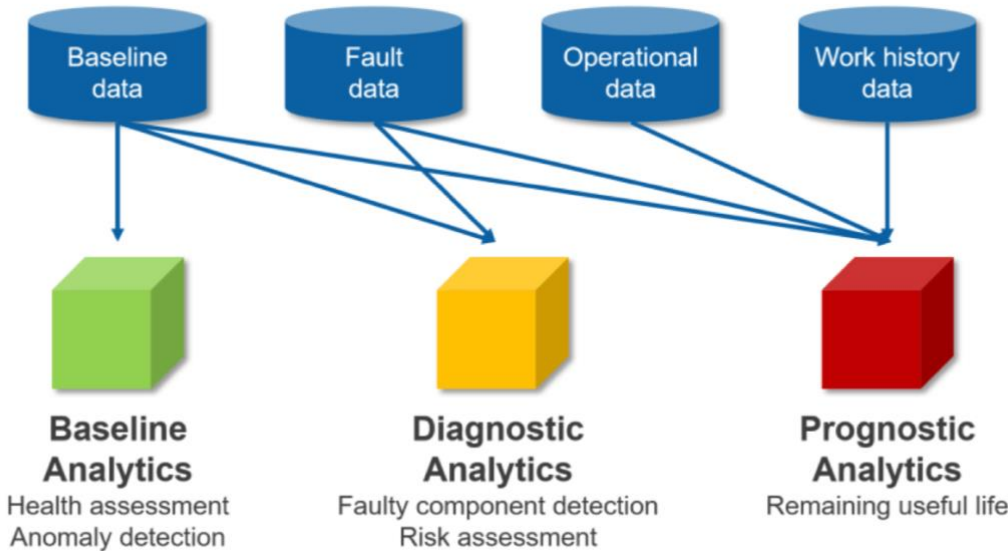 Baseline
data
Fault
data
Operational
data
Work history
data
Baseline
Analytics
Health assessment
Anomaly detection
Diagnostic
Analytics
Faulty component detection
Risk assessment
Prognostic
Analytics
Remaining useful life